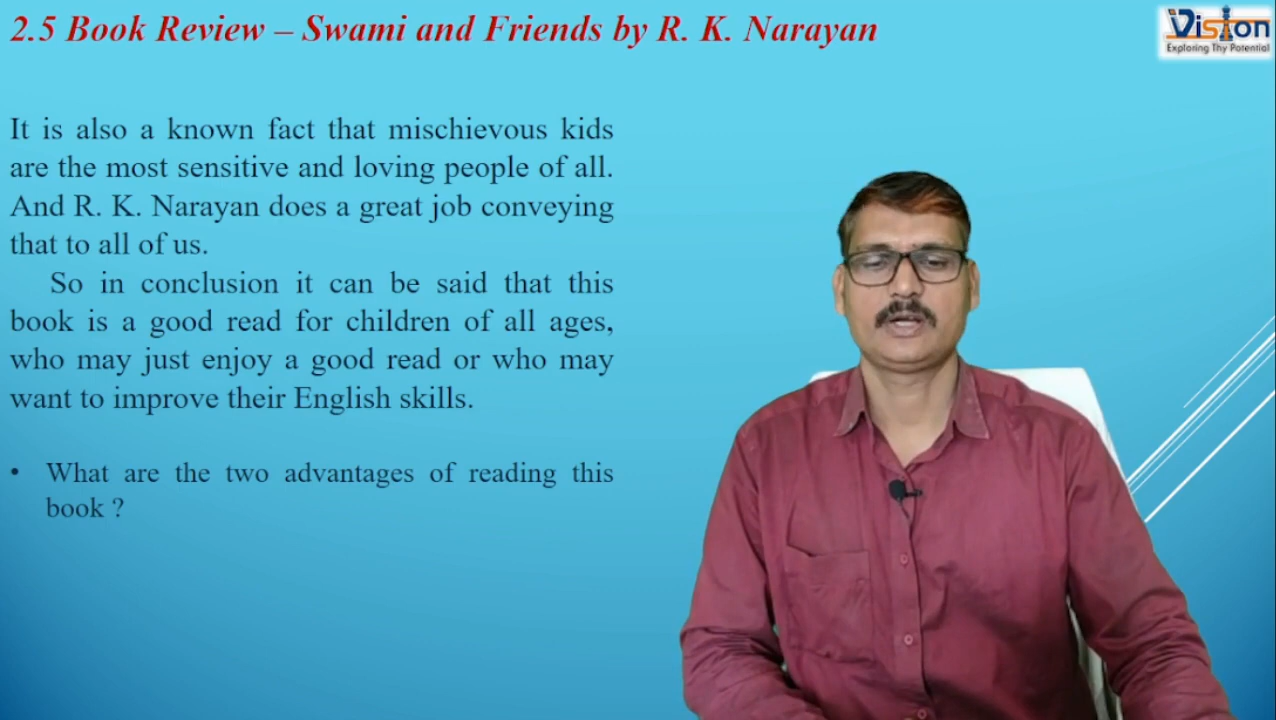 2.5 Book Review – Swami and Friends by R. K. Narayan
Vision
Exploring Thy Potential
It is also a known fact that mischievous kids
are the most sensitive and loving people of all.
And R. K. Narayan does a great job conveying
that to all of us.
So in conclusion it can be said that this
book is a good read for children of all ages,
who may just enjoy a good read or who may
want to improve their English skills.
• What are the two advantages of reading this
book ?